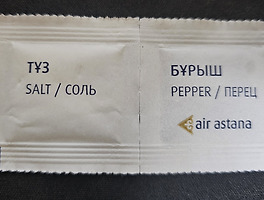 ТҰЗ
SALT / СОЛЬ
БҰРЫШ
PEPPER / ПЕРЕЦ
air astana